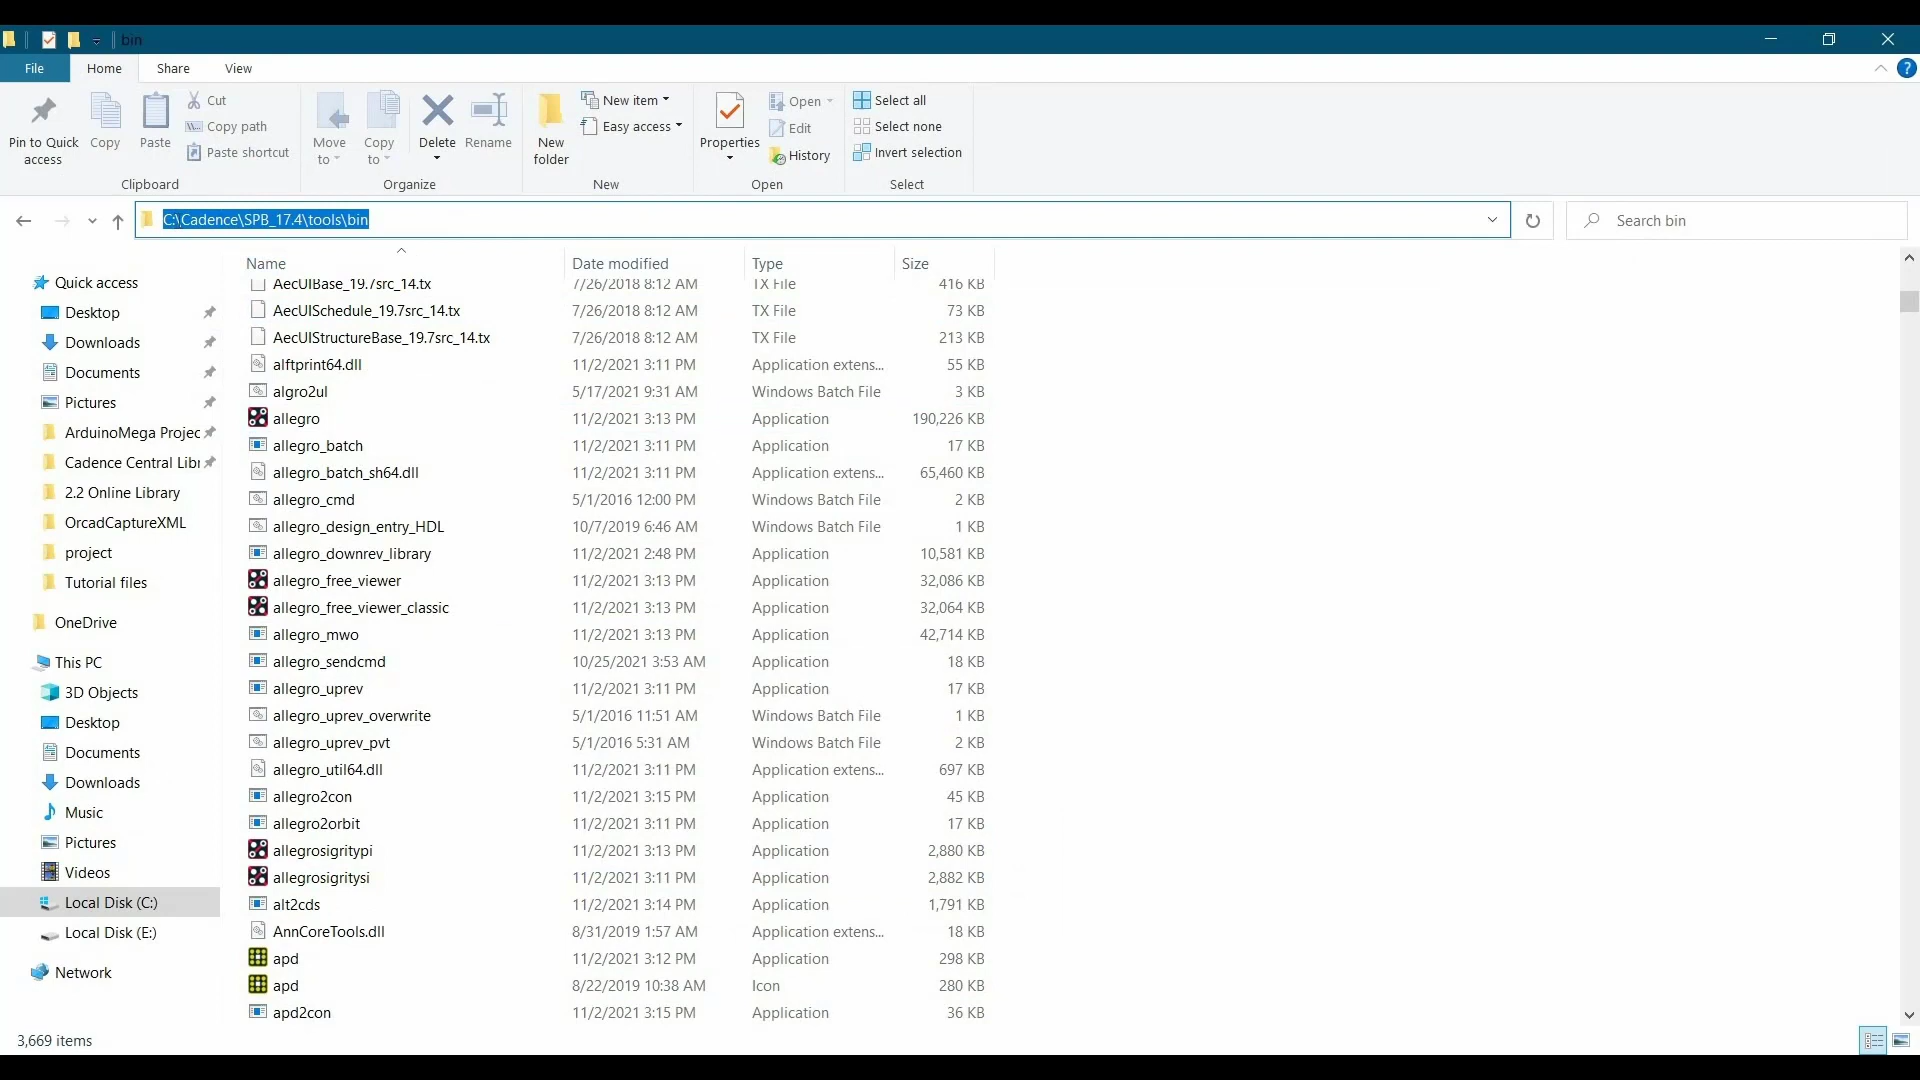 bin
File Home Share View
Pin to Quick access
Copy
Paste
Cut
Copy path
Paste shortcut
Clipboard
Move to
Copy to
Delete
Rename
Organize
New folder
New item
Easy access
New
Properties
Open
Edit
History
Open
Select all
Select none
Invert selection
Select
C:\Cadence\SPB_17.4\tools\bin
Search bin
Quick access
Desktop
Downloads
Documents
Pictures
ArduinoMega Projec
Cadence Central Libr
2.2 Online Library
OrcadCaptureXML
project
Tutorial files
OneDrive
This PC
3D Objects
Desktop
Documents
Downloads
Music
Pictures
Videos
Local Disk (C:)
Local Disk (E:)
Network
Name Date modified Type Size
AecUIBase_19.7src_14.tx 7/26/2018 8:12 AM TX File 416 KB
AecUISchedule_19.7src_14.tx 7/26/2018 8:12 AM TX File 73 KB
AecUIStructureBase_19.7src_14.tx 7/26/2018 8:12 AM TX File 213 KB
alftprint64.dll 11/2/2021 3:11 PM Application extens... 55 KB
algro2ul 5/17/2021 9:31 AM Windows Batch File 3 KB
allegro 11/2/2021 3:13 PM Application 190,226 KB
allegro_batch 11/2/2021 3:11 PM Application 17 KB
allegro_batch_sh64.dll 11/2/2021 3:11 PM Application extens... 65,460 KB
allegro_cmd 5/1/2016 12:00 PM Windows Batch File 2 KB
allegro_design_entry_HDL 10/7/2019 6:46 AM Windows Batch File 1 KB
allegro_downrev_library 11/2/2021 2:48 PM Application 10,581 KB
allegro_free_viewer 11/2/2021 3:13 PM Application 32,086 KB
allegro_free_viewer_classic 11/2/2021 3:13 PM Application 32,064 KB
allegro_mwo 11/2/2021 3:13 PM Application 42,714 KB
allegro_sendcmd 10/25/2021 3:53 AM Application 18 KB
allegro_uprev 11/2/2021 3:11 PM Application 17 KB
allegro_uprev_overwrite 5/1/2016 11:51 AM Windows Batch File 1 KB
allegro_uprev_pvt 5/1/2016 5:31 AM Windows Batch File 2 KB
allegro_util64.dll 11/2/2021 3:11 PM Application extens... 697 KB
allegro2con 11/2/2021 3:15 PM Application 45 KB
allegro2orbit 11/2/2021 3:11 PM Application 17 KB
allegrosigritypi 11/2/2021 3:13 PM Application 2,880 KB
allegrosigritysi 11/2/2021 3:11 PM Application 2,882 KB
alt2cds 11/2/2021 3:14 PM Application 1,791 KB
AnnCoreTools.dll 8/31/2019 1:57 AM Application extens... 18 KB
apd 11/2/2021 3:12 PM Application 298 KB
apd 8/22/2019 10:38 AM Icon 280 KB
apd2con 11/2/2021 3:15 PM Application 36 KB
3,669 items